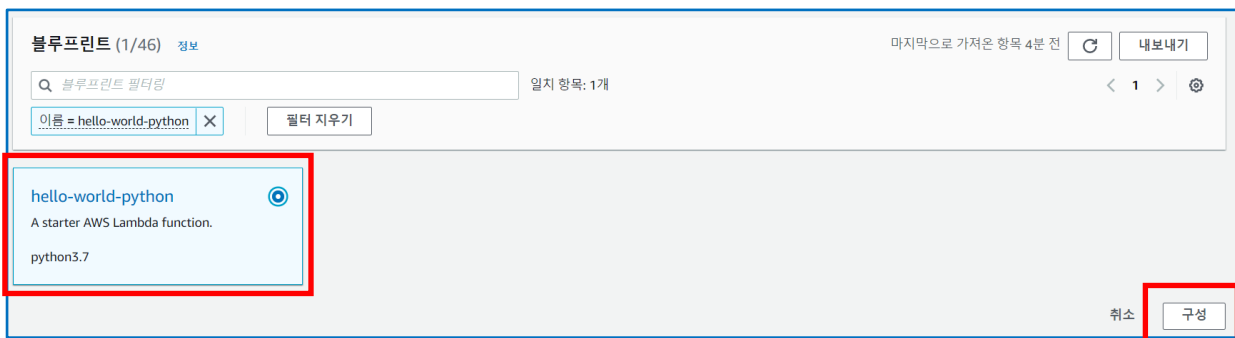 블루프린트 (1/46) 정보
마지막으로 가져온 항목 4분 전
내보내기
블루프린트 필터링
일치 항목: 1개
1
이름 = hello-world-python
필터 지우기
hello-world-python
A starter AWS Lambda function.
python3.7
취소
구성